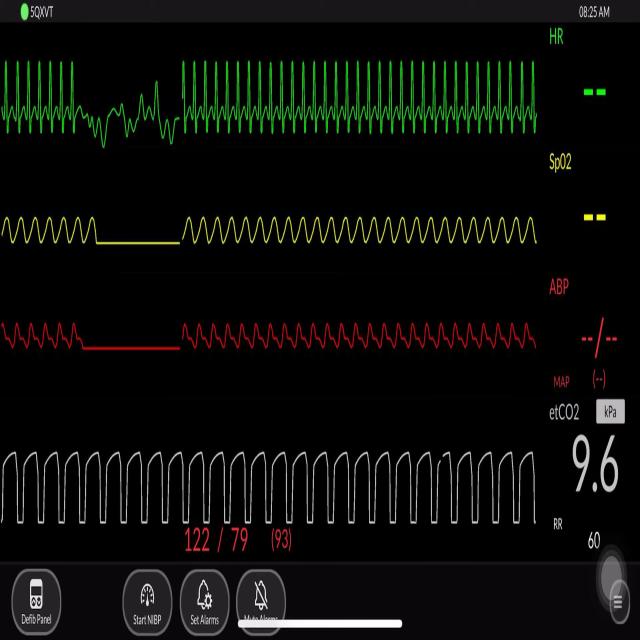 5QXVT
08:25 AM
HR
--
SpO2
--
ABP
--/--
MAP (--)
etCO2 kPa
9.6
RR
60
122 / 79 (93)
Defib Panel
Start NIBP
Set Alarms
Mute Alarms